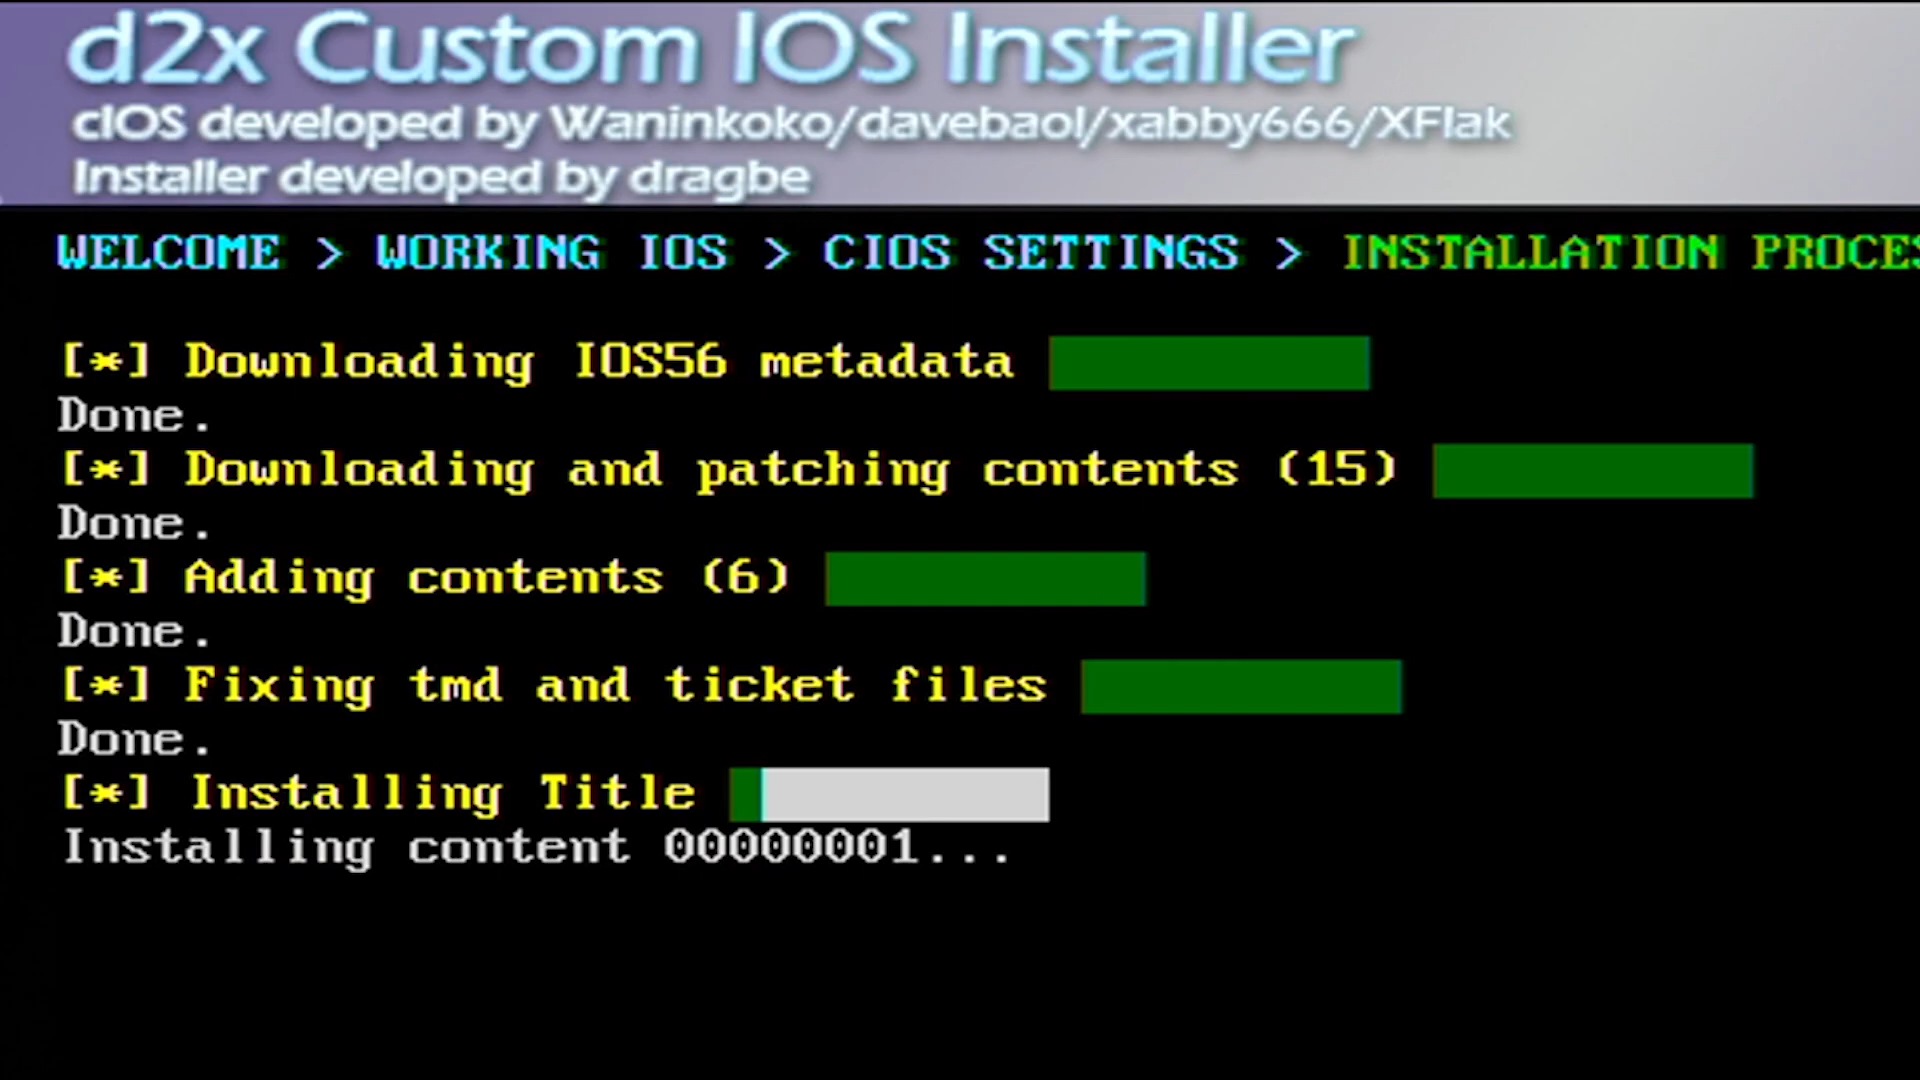 d2x Custom IOS Installer
cIOS developed by Waninkoko/davebaol/xabby666/XFlak
Installer developed by dragbe
WELCOME > WORKING IOS > CIOS SETTINGS > INSTALLATION PROCES
[*] Downloading IOS56 metadata
Done.
[*] Downloading and patching contents (15)
Done.
[*] Adding contents (6)
Done.
[*] Fixing tmd and ticket files
Done.
[*] Installing Title
Installing content 00000001...